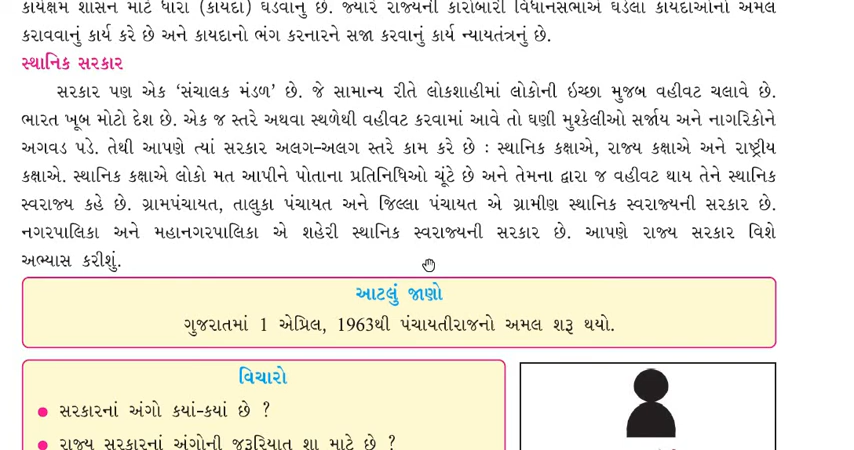 કાર્યક્ષમ શાસન માટે ધારા (કાયદા) ઘડવાનું છે. જ્યારે રાજ્યની કારોબારી વિધાનસભાએ ઘડેલા કાયદાઓનો અમલ
કરાવવાનું કાર્ય કરે છે અને કાયદાનો ભંગ કરનારને સજા કરવાનું કાર્ય ન્યાયતંત્રનું છે.
સ્થાનિક સરકાર
સરકાર પણ એક ‘સંચાલક મંડળ’ છે. જે સામાન્ય રીતે લોકશાહીમાં લોકોની ઇચ્છા મુજબ વહીવટ ચલાવે છે.
ભારત ખૂબ મોટો દેશ છે. એક જ સ્તરે અથવા સ્થળેથી વહીવટ કરવામાં આવે તો ઘણી મુશ્કેલીઓ સર્જાય અને નાગરિકોને
અગવડ પડે. તેથી આપણે ત્યાં સરકાર અલગ-અલગ સ્તરે કામ કરે છે : સ્થાનિક કક્ષાએ, રાજ્ય કક્ષાએ અને રાષ્ટ્રીય
કક્ષાએ. સ્થાનિક કક્ષાએ લોકો મત આપીને પોતાના પ્રતિનિધિઓ ચૂંટે છે અને તેમના દ્વારા જ વહીવટ થાય તેને સ્થાનિક
સ્વરાજ્ય કહે છે. ગ્રામપંચાયત, તાલુકા પંચાયત અને જિલ્લા પંચાયત એ ગ્રામીણ સ્થાનિક સ્વરાજ્યની સરકાર છે.
નગરપાલિકા અને મહાનગરપાલિકા એ શહેરી સ્થાનિક સ્વરાજ્યની સરકાર છે. આપણે રાજ્ય સરકાર વિશે
અભ્યાસ કરીશું.
આટલું જાણો
ગુજરાતમાં 1 એપ્રિલ, 1963થી પંચાયતીરાજનો અમલ શરૂ થયો.
વિચારો
● સરકારનાં અંગો કયાં-કયાં છે ?
● રાજ્ય સરકારનાં અંગોની જરૂરિયાત શા માટે છે ?